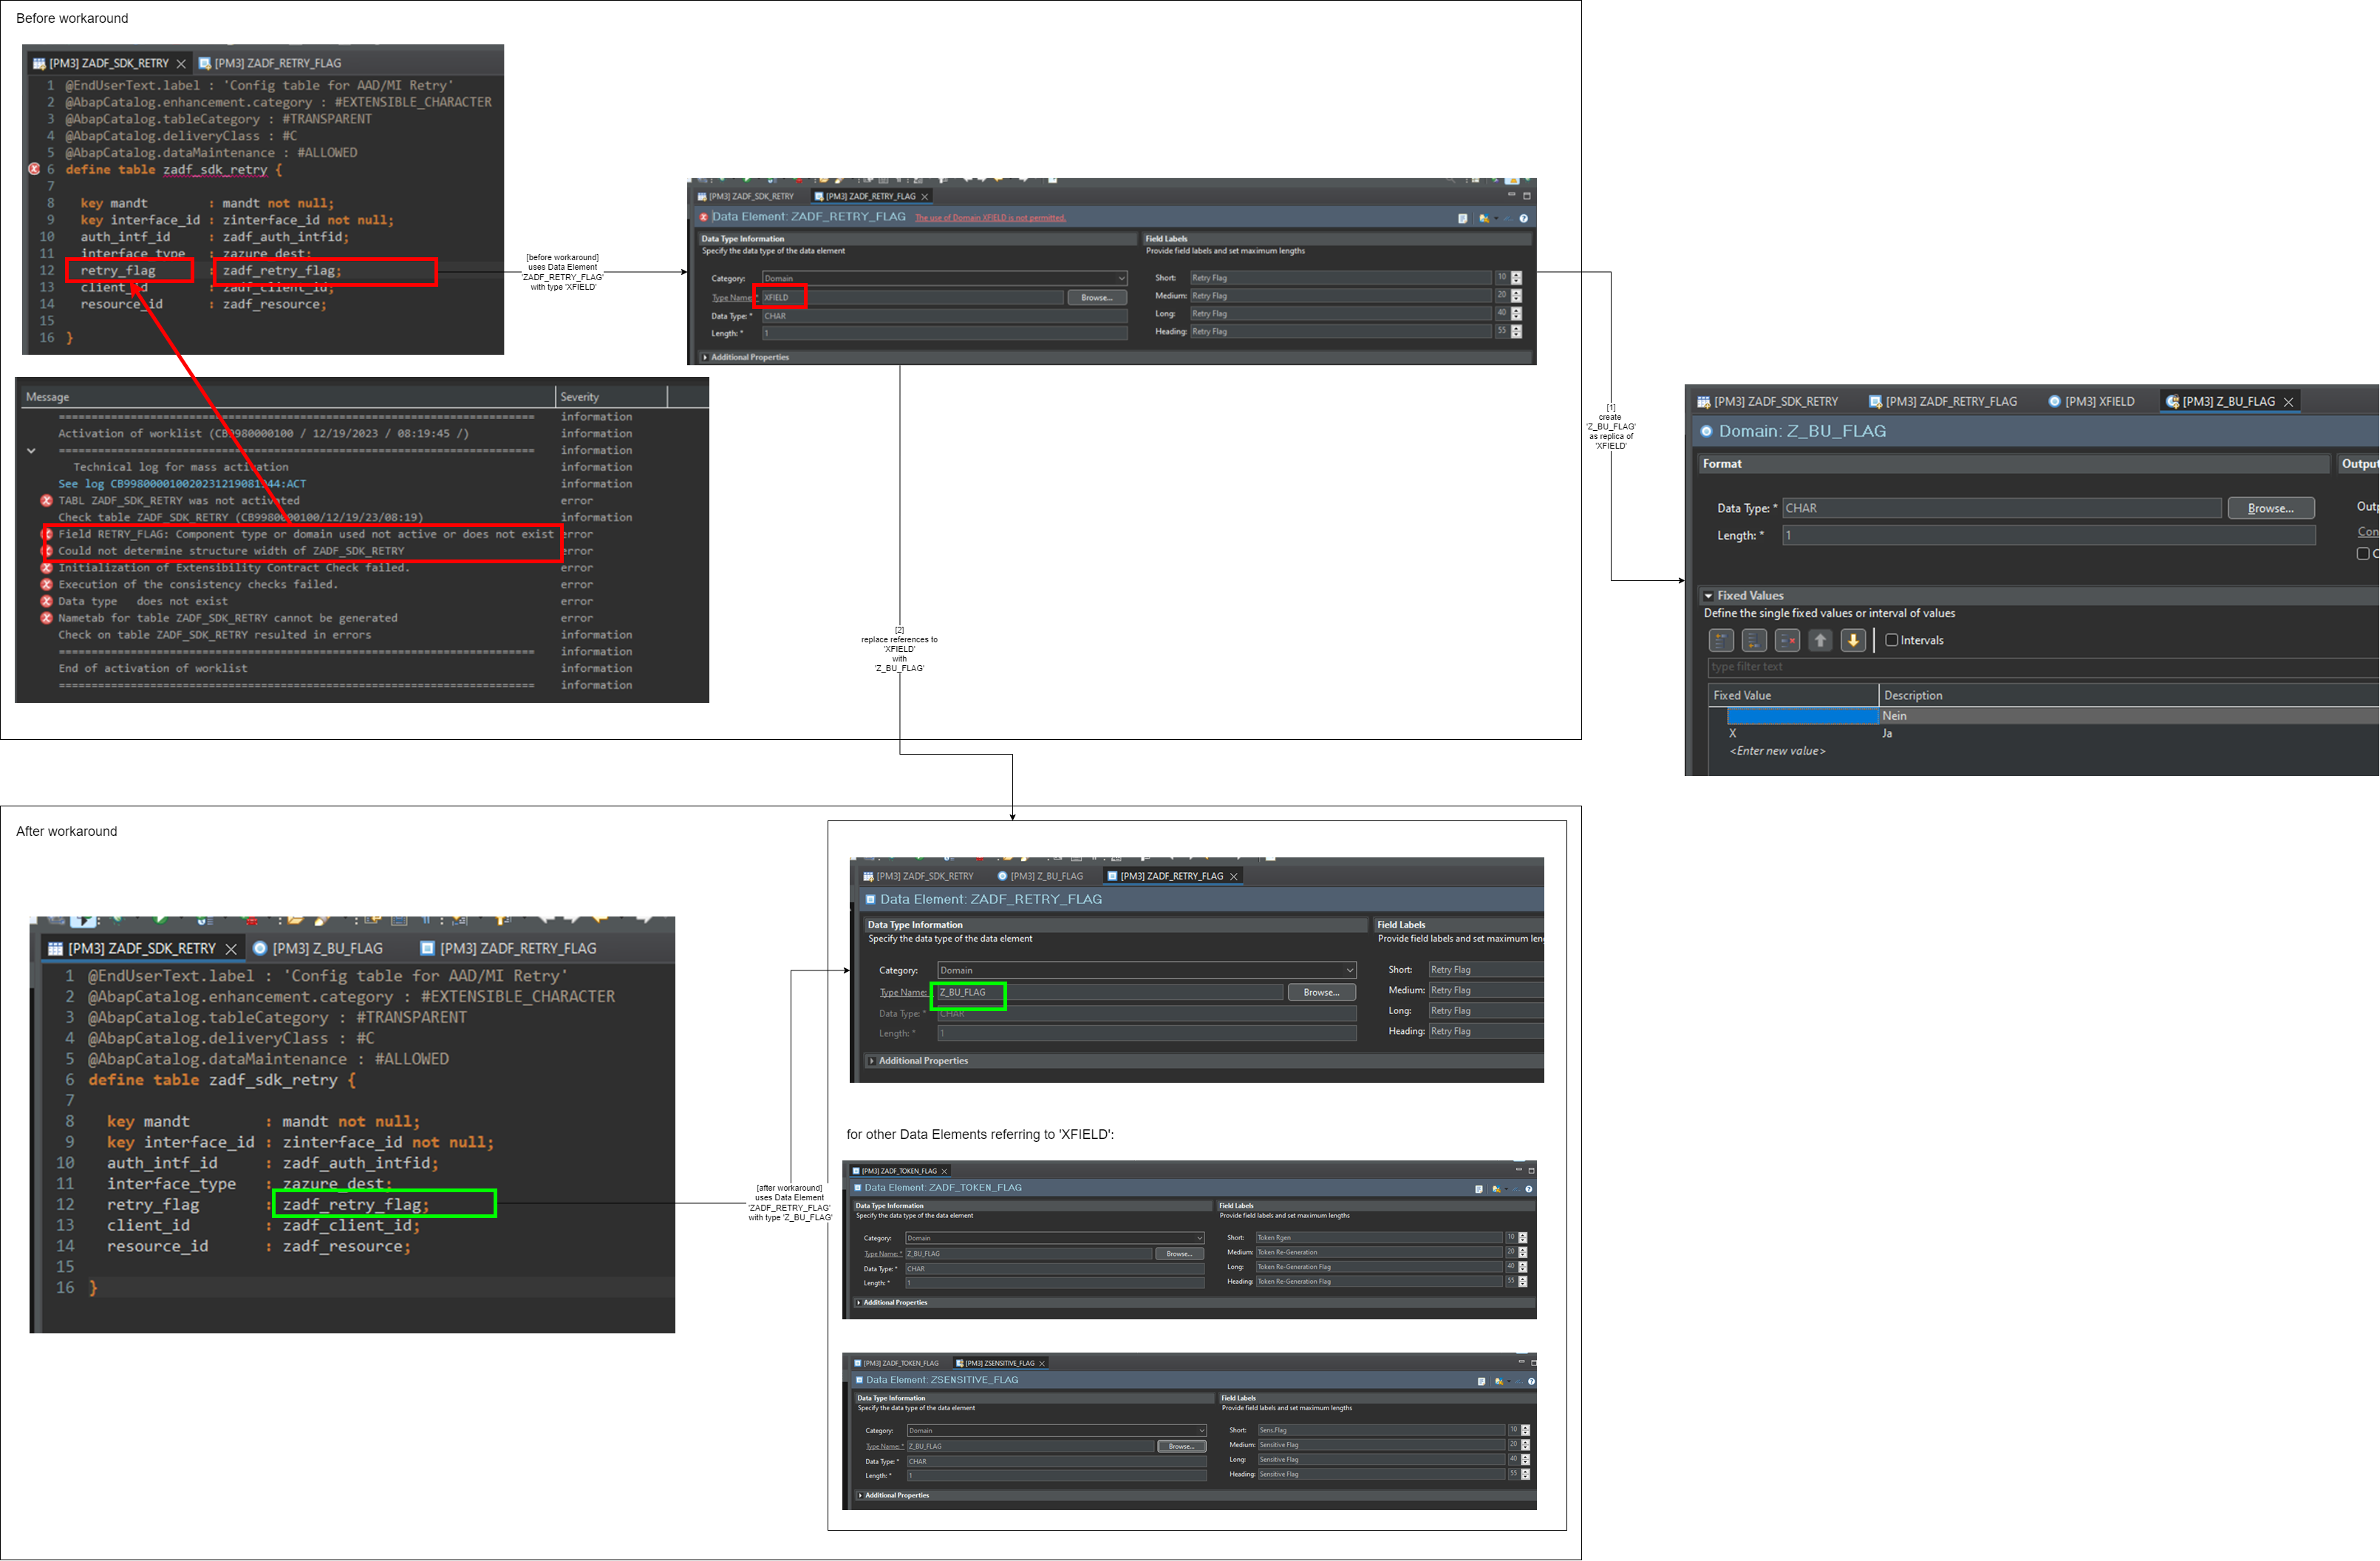 Before workaround
[PM3] ZADF_SDK_RETRY
[PM3] ZADF_RETRY_FLAG
1 @EndUserText.label : 'Config table for AAD/MI Retry'
2 @AbapCatalog.enhancement.category : #EXTENSIBLE_CHARACTER
3 @AbapCatalog.tableCategory : #TRANSPARENT
4 @AbapCatalog.deliveryClass : #C
5 @AbapCatalog.dataMaintenance : #ALLOWED
6 define table zadf_sdk_retry {
7
8 key mandt : mandt not null;
9 key interface_id : zinterface_id not null;
10 auth_intf_id : zadf_auth_intfid;
11 interface_type : zazure_dest;
12 retry_flag : zadf_retry_flag;
13 client_id : zadf_client_id;
14 resource_id : zadf_resource;
15
16 }
[before workaround]
uses Data Element
'ZADF_RETRY_FLAG'
with type 'XFIELD'
[PM3] ZADF_SDK_RETRY
[PM3] ZADF_RETRY_FLAG
Data Element: ZADF_RETRY_FLAG
The use of Domain XFIELD is not permitted.
Data Type Information
Specify the data type of the data element
Category: Domain
Type Name: * XFIELD Browse...
Data Type: * CHAR
Length: * 1
Additional Properties
Field Labels
Provide field labels and set maximum lengths
Short: Retry Flag 10
Medium: Retry Flag 20
Long: Retry Flag 40
Heading: Retry Flag 55
Message Severity
======================================================================== information
Activation of worklist (CB9980000100 / 12/19/2023 / 08:19:45 /) information
======================================================================== information
Technical log for mass activation information
See log CB998000010020231219081944:ACT information
TABL ZADF_SDK_RETRY was not activated error
Check table ZADF_SDK_RETRY (CB9980000100/12/19/23/08:19) information
Field RETRY_FLAG: Component type or domain used not active or does not exist error
Could not determine structure width of ZADF_SDK_RETRY error
Initialization of Extensibility Contract Check failed. error
Execution of the consistency checks failed. error
Data type does not exist error
Nametab for table ZADF_SDK_RETRY cannot be generated error
Check on table ZADF_SDK_RETRY resulted in errors information
======================================================================== information
End of activation of worklist information
======================================================================== information
[1]
create
'Z_BU_FLAG'
as replica of
'XFIELD'
[PM3] ZADF_SDK_RETRY
[PM3] ZADF_RETRY_FLAG
[PM3] XFIELD
[PM3] Z_BU_FLAG
Domain: Z_BU_FLAG
Format
Output
Data Type: * CHAR Browse...
Length: * 1
Fixed Values
Define the single fixed values or interval of values
Intervals
type filter text
Fixed Value Description
Nein
X Ja
<Enter new value>
[2]
replace references to
'XFIELD'
with
'Z_BU_FLAG'
After workaround
[PM3] ZADF_SDK_RETRY
[PM3] Z_BU_FLAG
[PM3] ZADF_RETRY_FLAG
1 @EndUserText.label : 'Config table for AAD/MI Retry'
2 @AbapCatalog.enhancement.category : #EXTENSIBLE_CHARACTER
3 @AbapCatalog.tableCategory : #TRANSPARENT
4 @AbapCatalog.deliveryClass : #C
5 @AbapCatalog.dataMaintenance : #ALLOWED
6 define table zadf_sdk_retry {
7
8 key mandt : mandt not null;
9 key interface_id : zinterface_id not null;
10 auth_intf_id : zadf_auth_intfid;
11 interface_type : zazure_dest;
12 retry_flag : zadf_retry_flag;
13 client_id : zadf_client_id;
14 resource_id : zadf_resource;
15
16 }
[after workaround]
uses Data Element
'ZADF_RETRY_FLAG'
with type 'Z_BU_FLAG'
[PM3] ZADF_SDK_RETRY
[PM3] Z_BU_FLAG
[PM3] ZADF_RETRY_FLAG
Data Element: ZADF_RETRY_FLAG
Data Type Information
Specify the data type of the data element
Category: Domain
Type Name: Z_BU_FLAG Browse...
Data Type: * CHAR
Length: * 1
Additional Properties
Field Labels
Provide field labels and set maximum len
Short: Retry Flag
Medium: Retry Flag
Long: Retry Flag
Heading: Retry Flag
for other Data Elements referring to 'XFIELD':
[PM3] ZADF_TOKEN_FLAG
Data Element: ZADF_TOKEN_FLAG
Data Type Information
Specify the data type of the data element
Category: Domain
Type Name: * Z_BU_FLAG Browse...
Data Type: * CHAR
Length: * 1
Additional Properties
Field Labels
Provide field labels and set maximum lengths
Short: Token Rgen 10
Medium: Token Re-Generation 20
Long: Token Re-Generation Flag 40
Heading: Token Re-Generation Flag 55
[PM3] ZADF_TOKEN_FLAG
[PM3] ZSENSITIVE_FLAG
Data Element: ZSENSITIVE_FLAG
Data Type Information
Specify the data type of the data element
Category: Domain
Type Name: * Z_BU_FLAG Browse...
Data Type: * CHAR
Length: * 1
Additional Properties
Field Labels
Provide field labels and set maximum lengths
Short: Sens.Flag 10
Medium: Sensitive Flag 20
Long: Sensitive Flag 40
Heading: Sensitive Flag 55